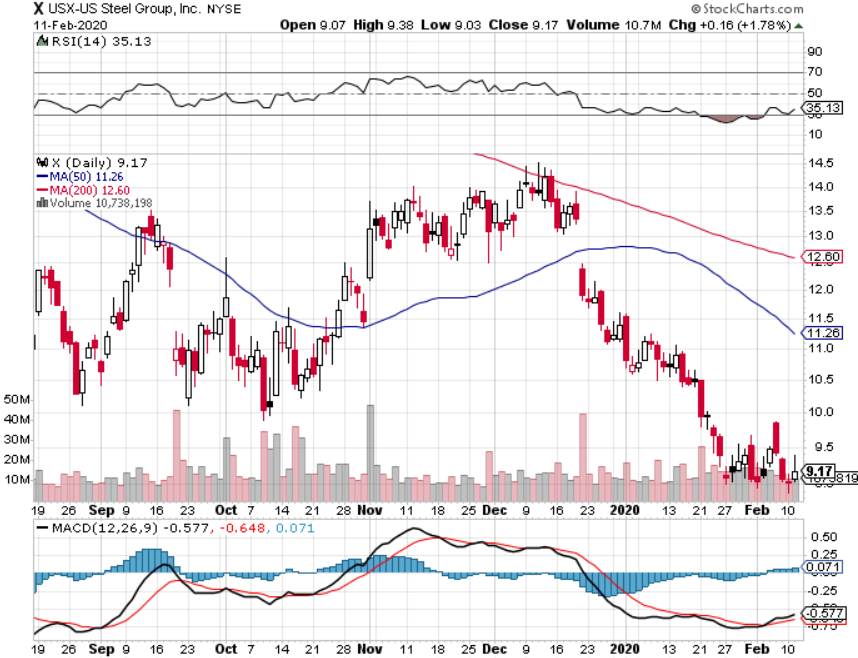 X USX-US Steel Group, Inc. NYSE © StockCharts.com
11-Feb-2020 Open 9.07 High 9.38 Low 9.03 Close 9.17 Volume 10.7M Chg +0.16 (+1.78%)
RSI(14) 35.13
90
70
50
35.13
30
10
X (Daily) 9.17
MA(50) 11.26
MA(200) 12.60
Volume 10,738,198
14.5
14.0
13.5
13.0
12.60
12.5
12.0
11.5
11.26
11.0
10.5
10.0
9.5
9.17
50M
40M
30M
20M
10M
19 26 Sep 9 16 23 Oct 7 14 21 28 Nov 11 18 25 Dec 9 16 23 2020 6 13 21 27 Feb 10
MACD(12,26,9) -0.577, -0.648, 0.071
0.50
0.25
0.071
-0.25
-0.577
-0.75
19 26 Sep 9 16 23 Oct 7 14 21 28 Nov 11 18 25 Dec 9 16 23 2020 6 13 21 27 Feb 10